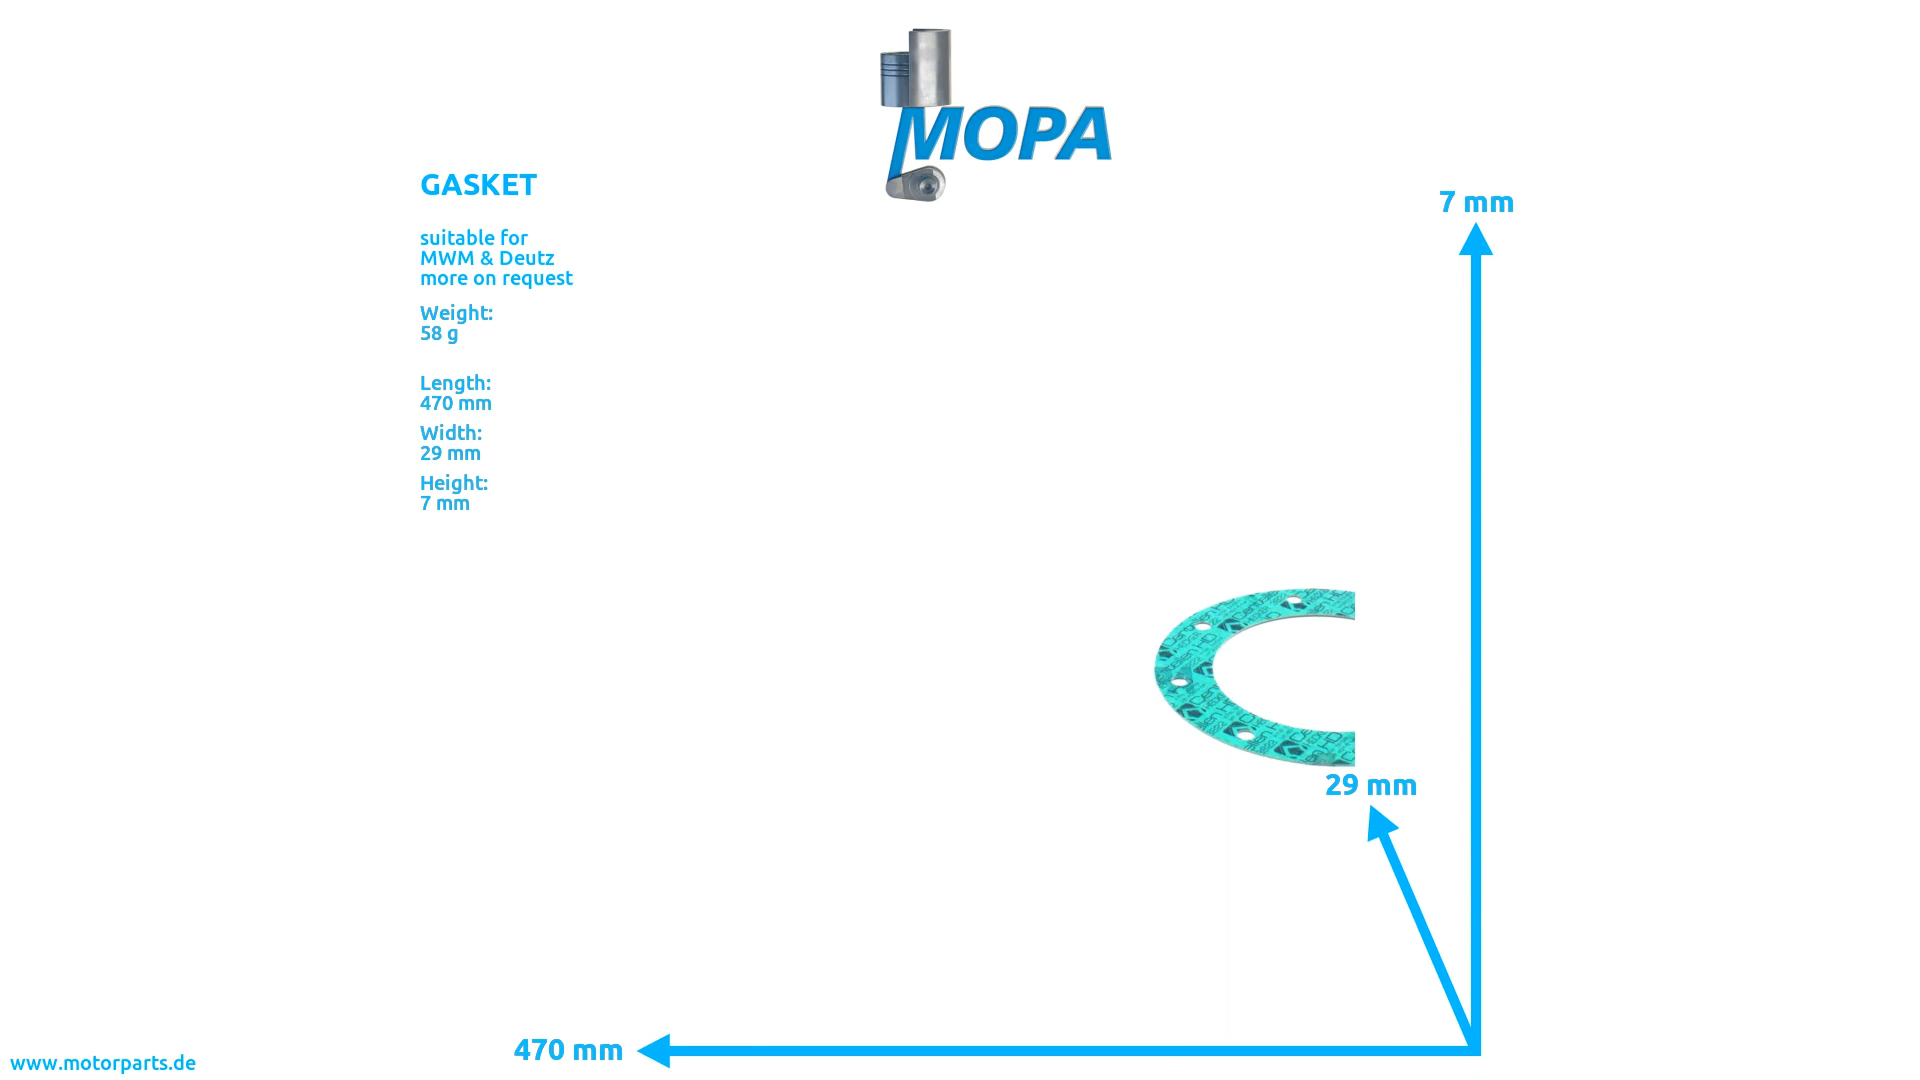 MOPA
GASKET
suitable for
MWM & Deutz
more on request
Weight:
58 g
Length:
470 mm
Width:
29 mm
Height:
7 mm
7 mm
29 mm
470 mm
www.motorparts.de